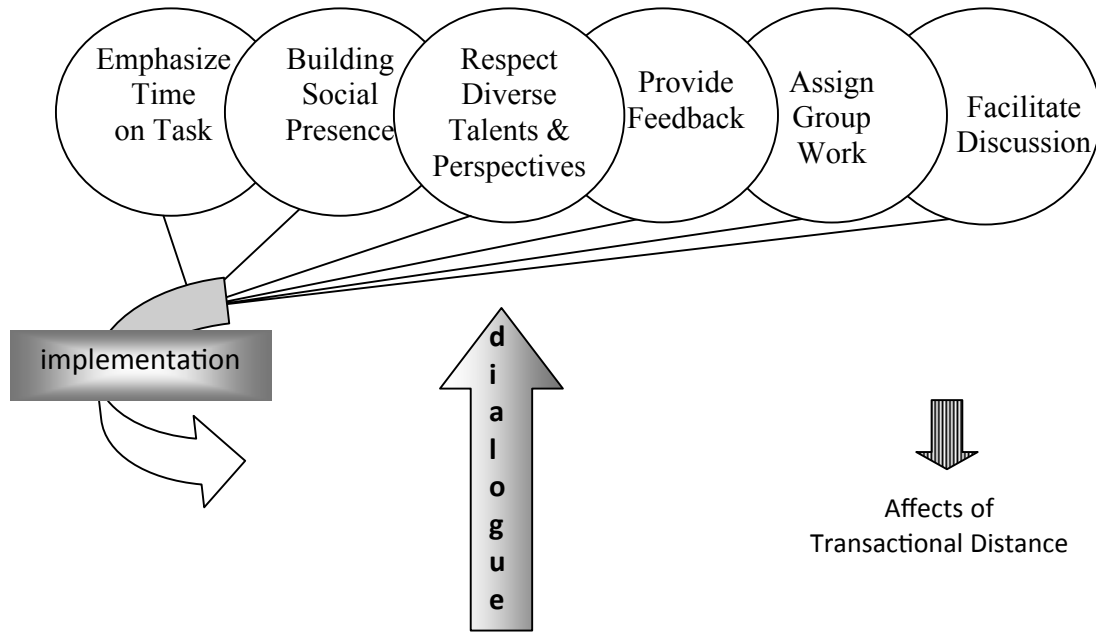 Emphasize
Time
on Task
Building
Social
Presence
Respect
Diverse
Talents &
Perspectives
Provide
Feedback
Assign
Group
Work
Facilitate
Discussion
implementation
dialogue
Affects of
Transactional Distance